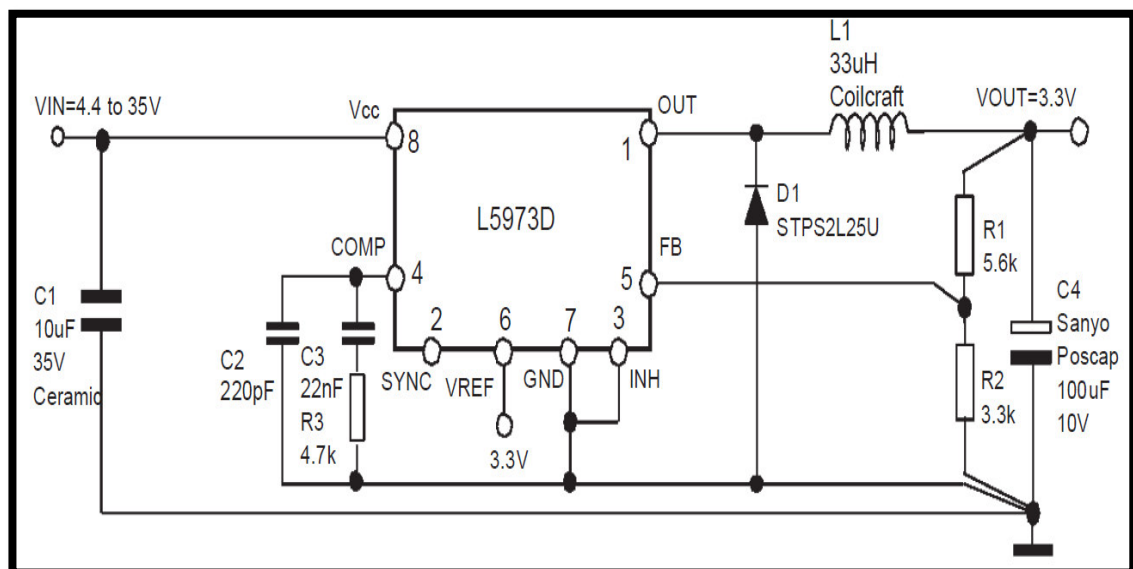 L1
33uH
Coilcraft
VIN=4.4 to 35V
Vcc
OUT
VOUT=3.3V
8
1
L5973D
D1
STPS2L25U
R1
5.6k
COMP
4
FB
5
C1
10uF
35V
Ceramic
C2
220pF
C3
22nF
R3
4.7k
2
6
7
3
SYNC
VREF
GND
INH
3.3V
R2
3.3k
C4
Sanyo
Poscap
100uF
10V